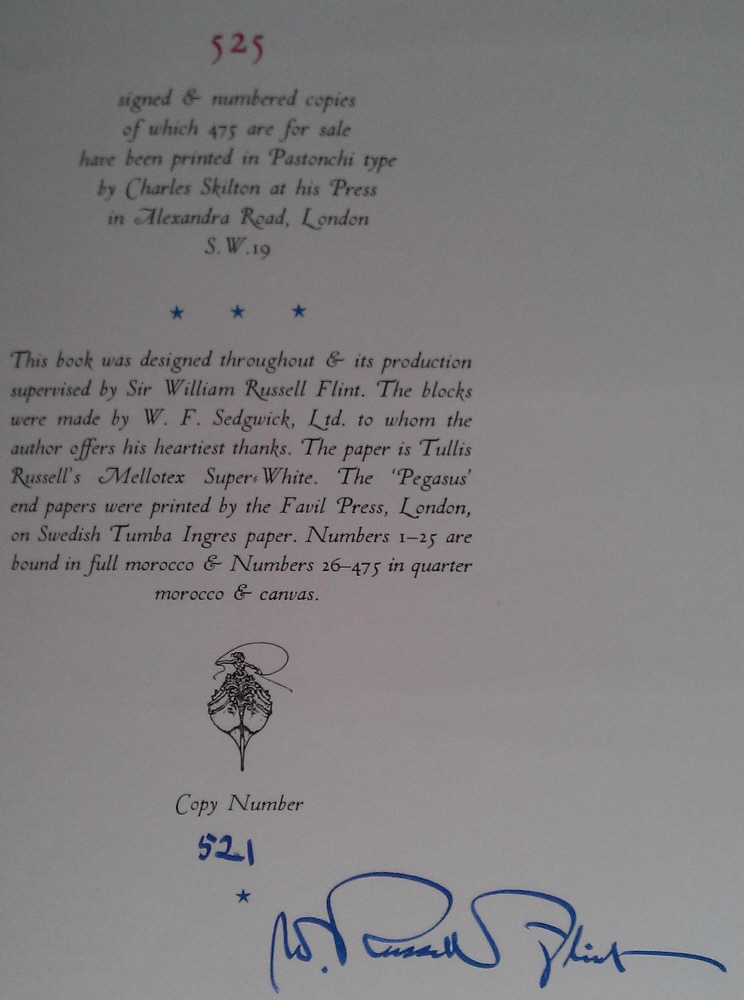 525
signed & numbered copies
of which 475 are for sale
have been printed in Pastonchi type
by Charles Skilton at his Press
in Alexandra Road, London
S.W.19
This book was designed throughout & its production
supervised by Sir William Russell Flint. The blocks
were made by W. F. Sedgwick, Ltd. to whom the
author offers his heartiest thanks. The paper is Tullis
Russell's Mellotex Super-White. The 'Pegasus'
end papers were printed by the Favil Press, London,
on Swedish Tumba Ingres paper. Numbers 1–25 are
bound in full morocco & Numbers 26–475 in quarter
morocco & canvas.
Copy Number
521
W. Russell Flint